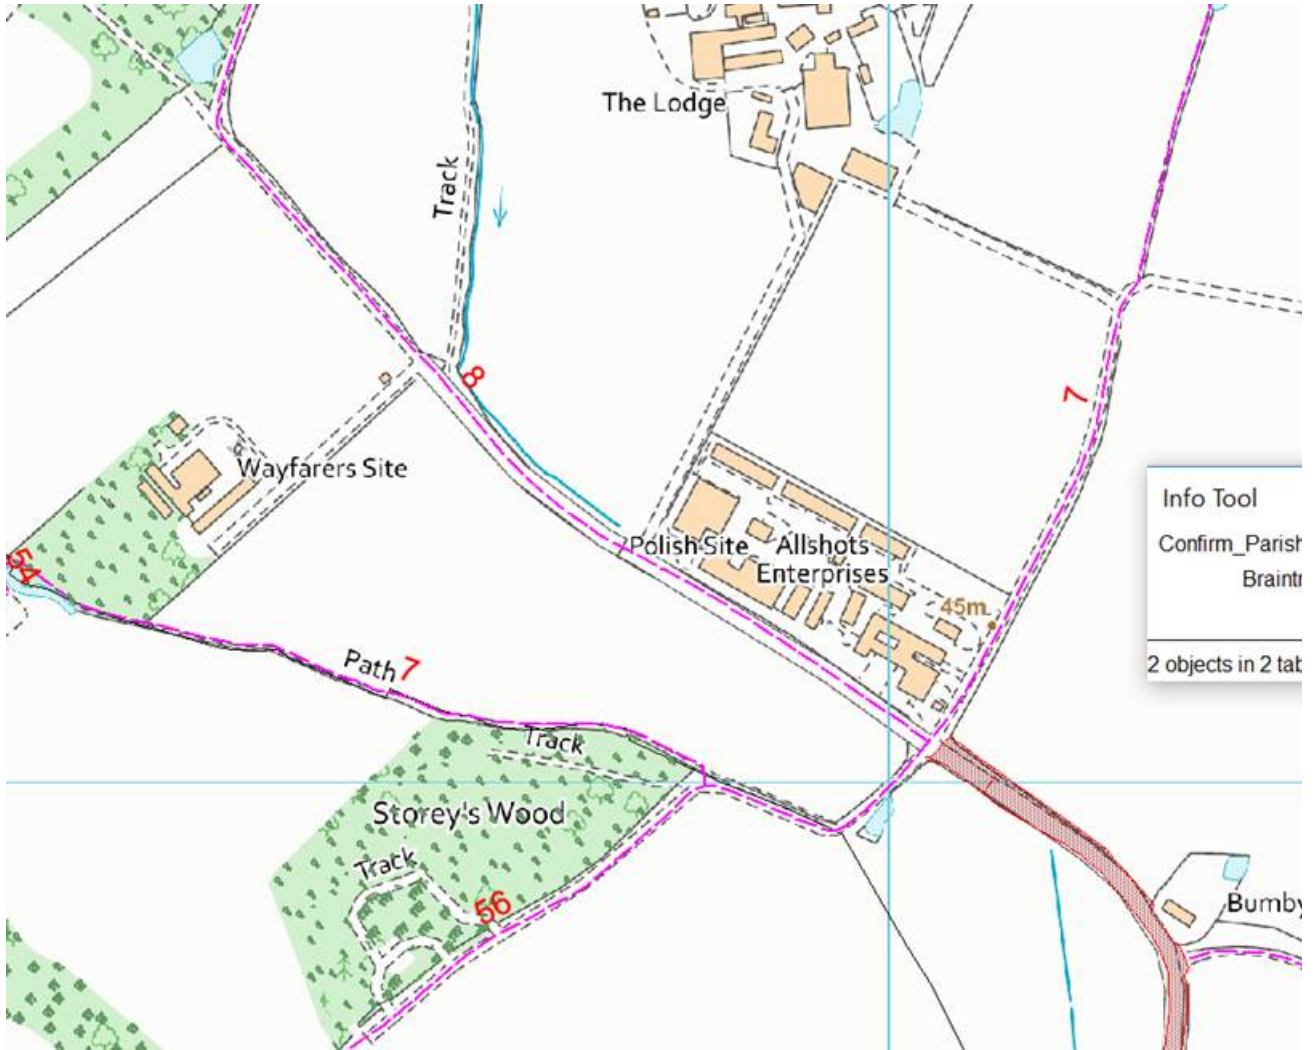 The Lodge
Track
8
7
Wayfarers Site
Info Tool
Confirm_Parish
Braintr
2 objects in 2 tab
Polish Site
Allshots
Enterprises
45m
54
Path
7
Track
Storey's Wood
Track
56
Bumby